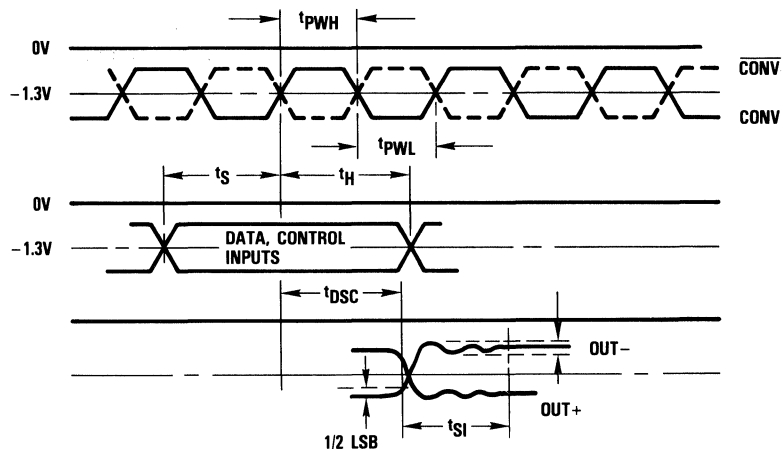 tPWH
0V
CONV
−1.3V
CONV
tPWL
tS
tH
0V
−1.3V
DATA, CONTROL
INPUTS
tDSC
OUT−
OUT+
tSI
1/2 LSB